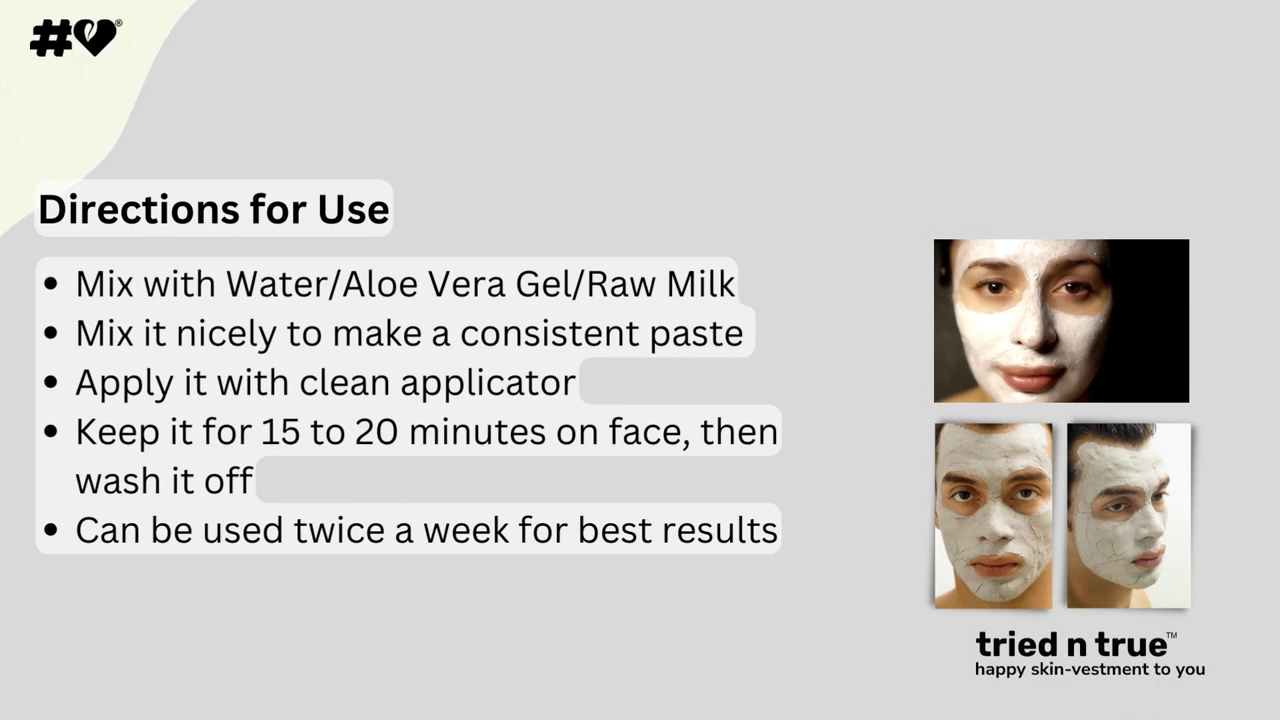 #
Directions for Use
• Mix with Water/Aloe Vera Gel/Raw Milk
• Mix it nicely to make a consistent paste
• Apply it with clean applicator
• Keep it for 15 to 20 minutes on face, then
wash it off
• Can be used twice a week for best results
tried n true™
happy skin-vestment to you